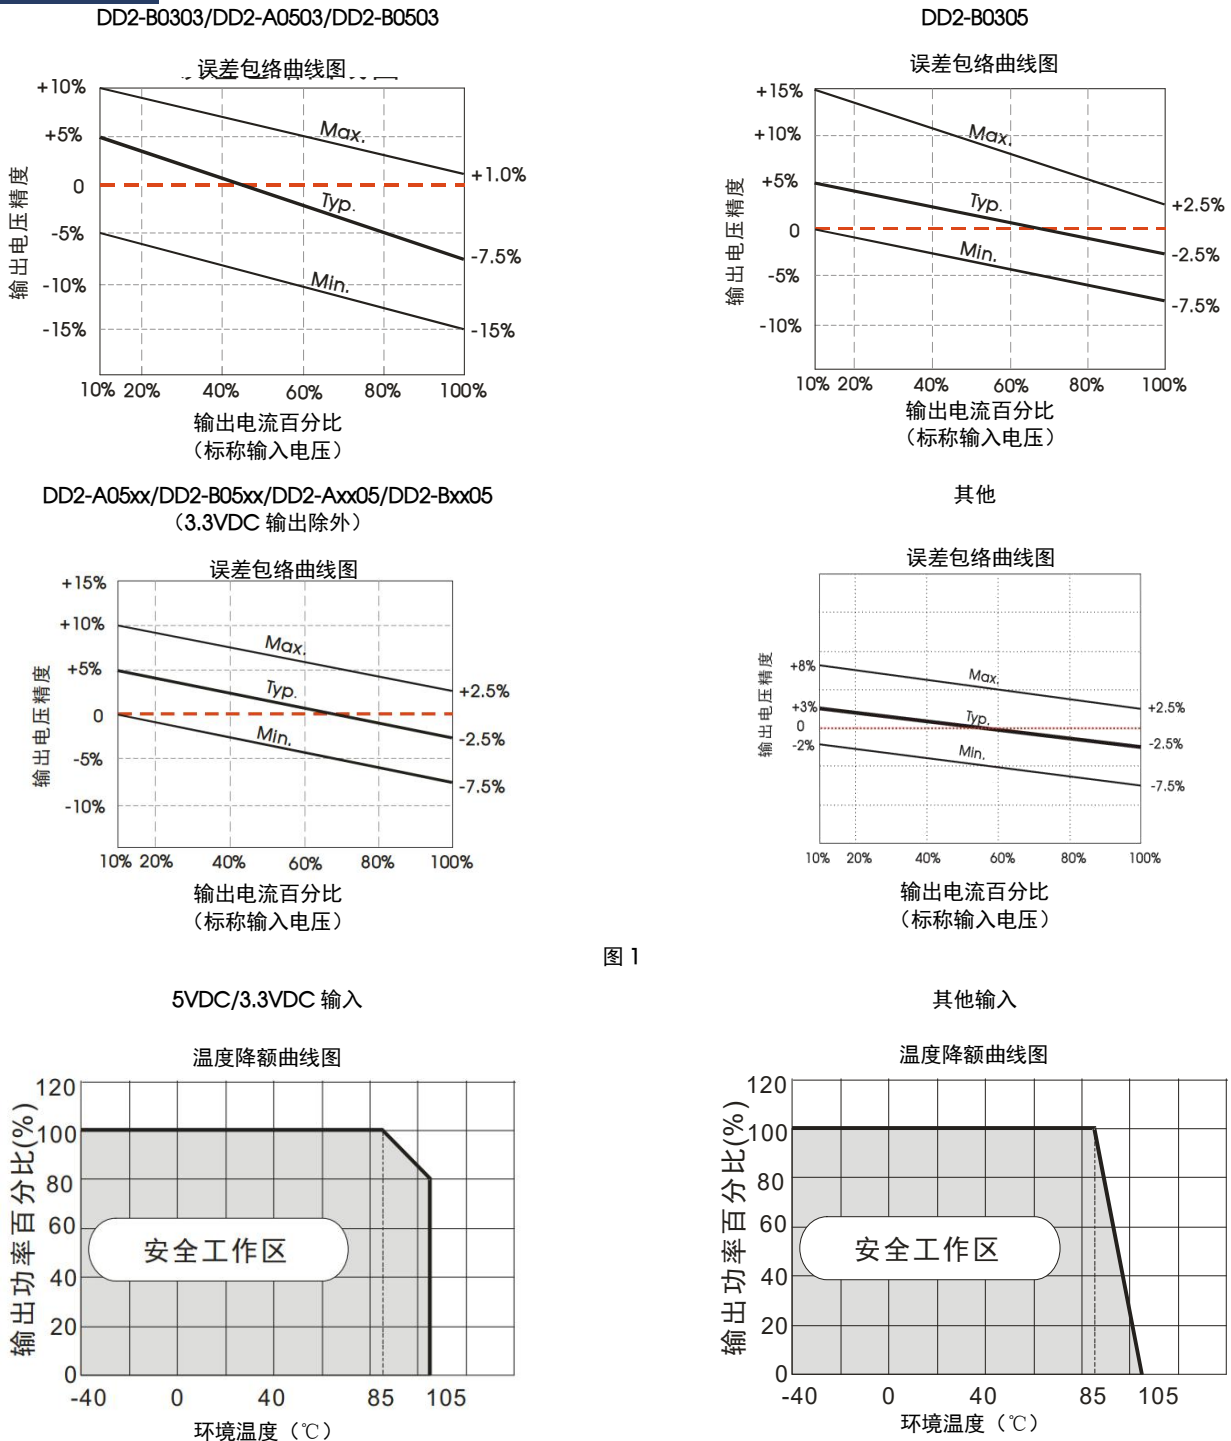 DD2-B0303/DD2-A0503/DD2-B0503
误差包络曲线图
+10%
+5%
0
-5%
-10%
-15%
输出电压精度
Max.
Typ.
Min.
+1.0%
-7.5%
-15%
10% 20% 40% 60% 80% 100%
输出电流百分比
（标称输入电压）
DD2-B0305
误差包络曲线图
+15%
+10%
+5%
0
-5%
-10%
输出电压精度
Max.
Typ.
Min.
+2.5%
-2.5%
-7.5%
10% 20% 40% 60% 80% 100%
输出电流百分比
（标称输入电压）
DD2-A05xx/DD2-B05xx/DD2-Axx05/DD2-Bxx05
（3.3VDC 输出除外）
误差包络曲线图
+15%
+10%
+5%
0
-5%
-10%
输出电压精度
Max.
Typ.
Min.
+2.5%
-2.5%
-7.5%
10% 20% 40% 60% 80% 100%
输出电流百分比
（标称输入电压）
其他
误差包络曲线图
+8%
+3%
0
-2%
输出电压精度
Max.
Typ.
Min.
+2.5%
-2.5%
-7.5%
10% 20% 40% 60% 80% 100%
输出电流百分比
（标称输入电压）
图 1
5VDC/3.3VDC 输入
温度降额曲线图
120
100
80
60
40
20
0
输出功率百分比(%)
安全工作区
-40 0 40 85 105
环境温度（℃）
其他输入
温度降额曲线图
120
100
80
60
40
20
0
输出功率百分比(%)
安全工作区
-40 0 40 85 105
环境温度（℃）